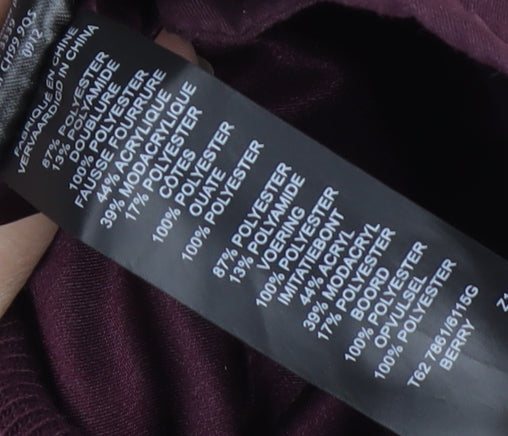 0912
FABRIQUÉ EN CHINE
VERVAARDIGD IN CHINA
87% POLYESTER
13% POLYAMIDE
DOUBLURE
100% POLYESTER
FAUSSE FOURRURE
44% ACRYLIQUE
39% MODACRYLIQUE
17% POLYESTER
CÔTES
100% POLYESTER
OUATE
100% POLYESTER
87% POLYESTER
13% POLYAMIDE
VOERING
100% POLYESTER
IMITATIEBONT
44% ACRYL
39% MODACRYL
17% POLYESTER
BOORD
100% POLYESTER
OPVULSEL
100% POLYESTER
T62 7861/6115G
BERRY